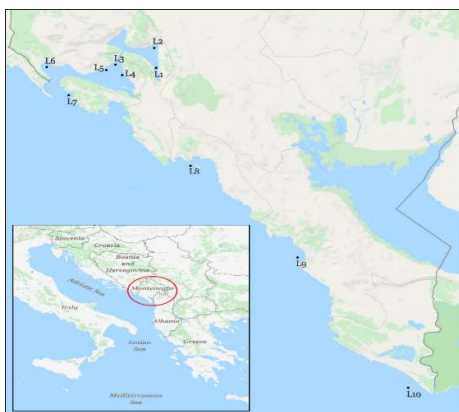 L2
L3
L6
L5
L4
L1
L7
L8
L9
L10
Slovenia
Croatia
Bosnia
and
Herzegovina
Adriatic Sea
Montenegro
Italy
Albania
Ionian
Sea
Greece
Mediterranean
Sea